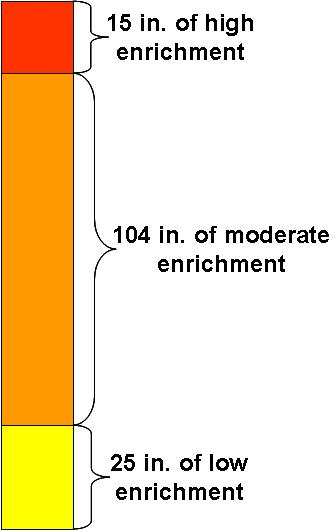 15 in. of high
enrichment
104 in. of moderate
enrichment
25 in. of low
enrichment